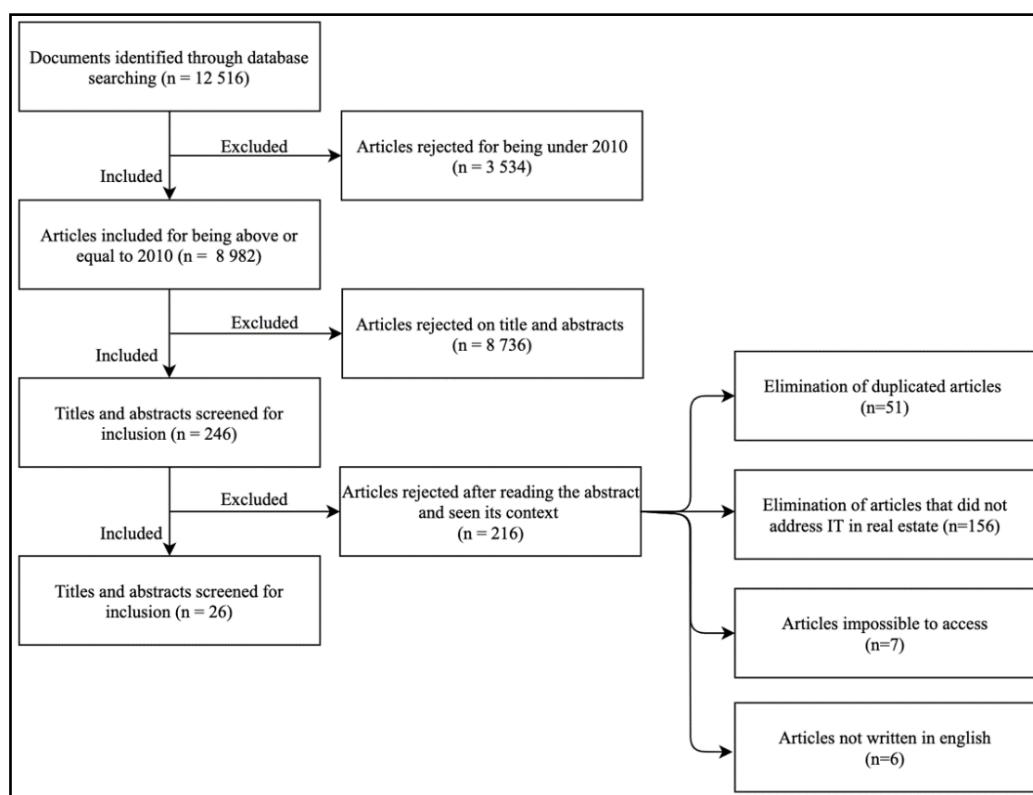 Documents identified through database
searching (n = 12 516)
Excluded
Articles rejected for being under 2010
(n = 3 534)
Included
Articles included for being above or
equal to 2010 (n =  8 982)
Excluded
Articles rejected on title and abstracts
(n = 8 736)
Included
Titles and abstracts screened for
inclusion (n = 246)
Excluded
Articles rejected after reading the abstract
and seen its context
(n = 216)
Included
Titles and abstracts screened for
inclusion (n = 26)
Elimination of duplicated articles
(n=51)
Elimination of articles that did not
address IT in real estate (n=156)
Articles impossible to access
(n=7)
Articles not written in english
(n=6)